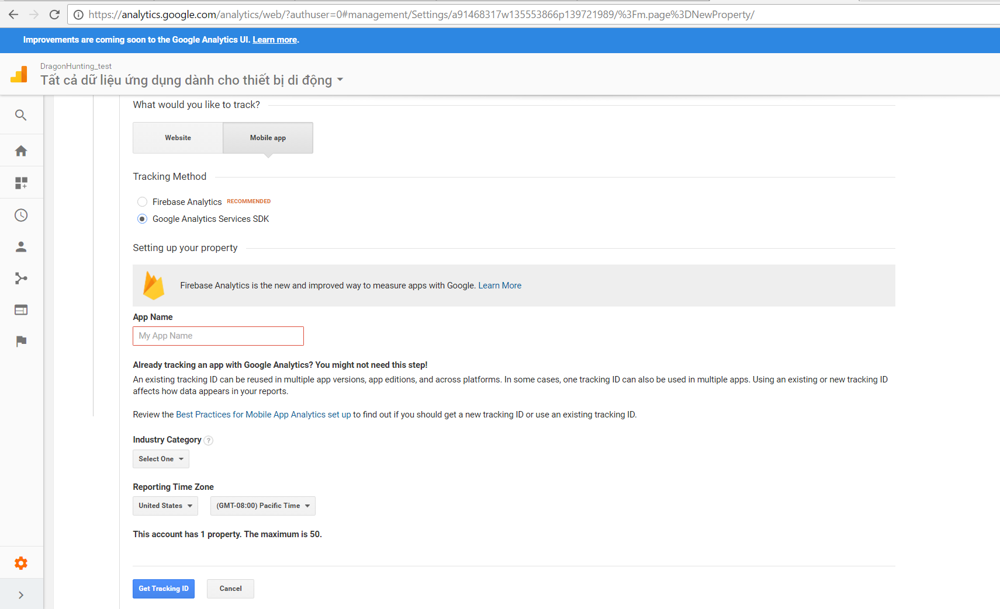 https://analytics.google.com/analytics/web/?authuser=0#management/Settings/a91468317w135553866p139721989/%3Fm.page%3DNewProperty/
Improvements are coming soon to the Google Analytics UI. Learn more.
DragonHunting_test
Tất cả dữ liệu ứng dụng dành cho thiết bị di động
What would you like to track?
Website
Mobile app
Tracking Method
Firebase Analytics RECOMMENDED
Google Analytics Services SDK
Setting up your property
Firebase Analytics is the new and improved way to measure apps with Google. Learn More
App Name
My App Name
Already tracking an app with Google Analytics? You might not need this step!
An existing tracking ID can be reused in multiple app versions, app editions, and across platforms. In some cases, one tracking ID can also be used in multiple apps. Using an existing or new tracking ID
affects how data appears in your reports.
Review the Best Practices for Mobile App Analytics set up to find out if you should get a new tracking ID or use an existing tracking ID.
Industry Category ?
Select One
Reporting Time Zone
United States
(GMT-08:00) Pacific Time
This account has 1 property. The maximum is 50.
Get Tracking ID
Cancel